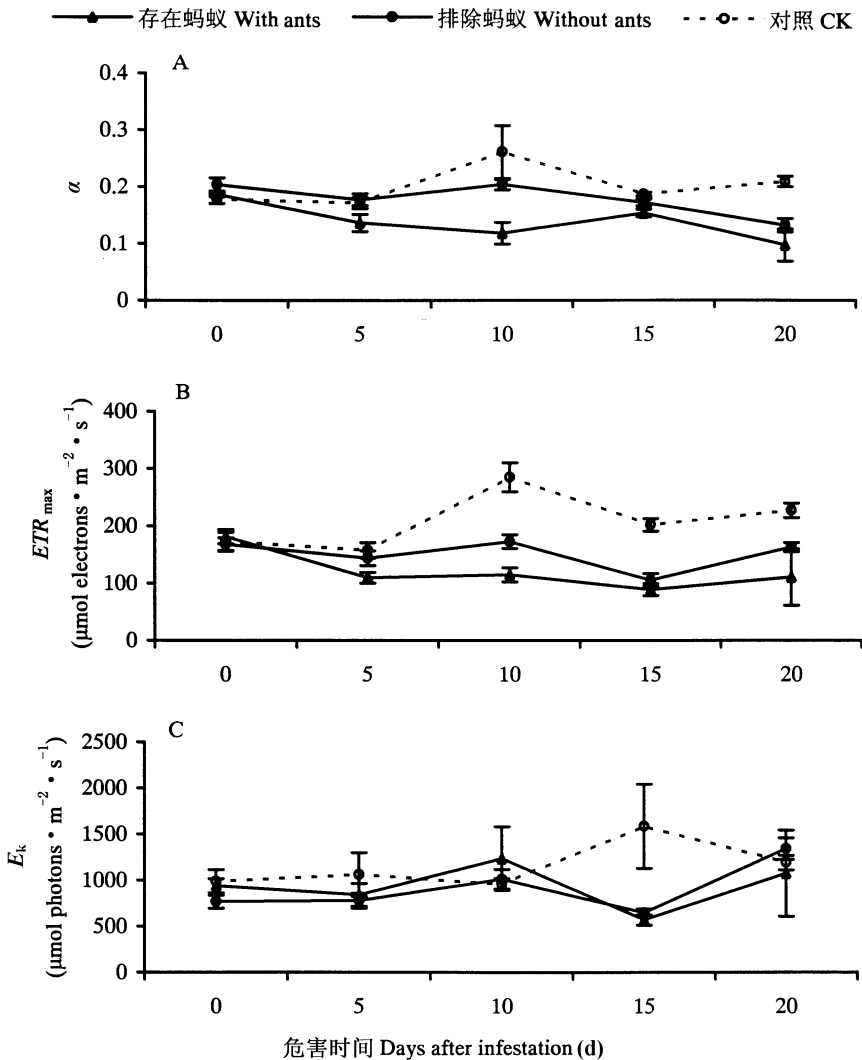 存在蚂蚁 With ants 排除蚂蚁 Without ants 对照 CK
A
0.4
0.3
0.2
0.1
0
α
0 5 10 15 20
B
400
300
200
100
0
ETRmax
(μmol electrons • m⁻² • s⁻¹)
0 5 10 15 20
C
2500
2000
1500
1000
500
0
Ek
(μmol photons • m⁻² • s⁻¹)
0 5 10 15 20
危害时间 Days after infestation (d)